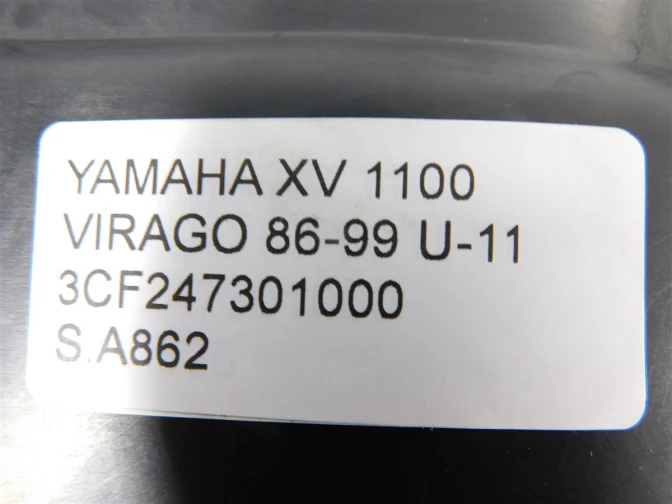 YAMAHA XV 1100
VIRAGO 86-99 U-11
3CF247301000
S.A862